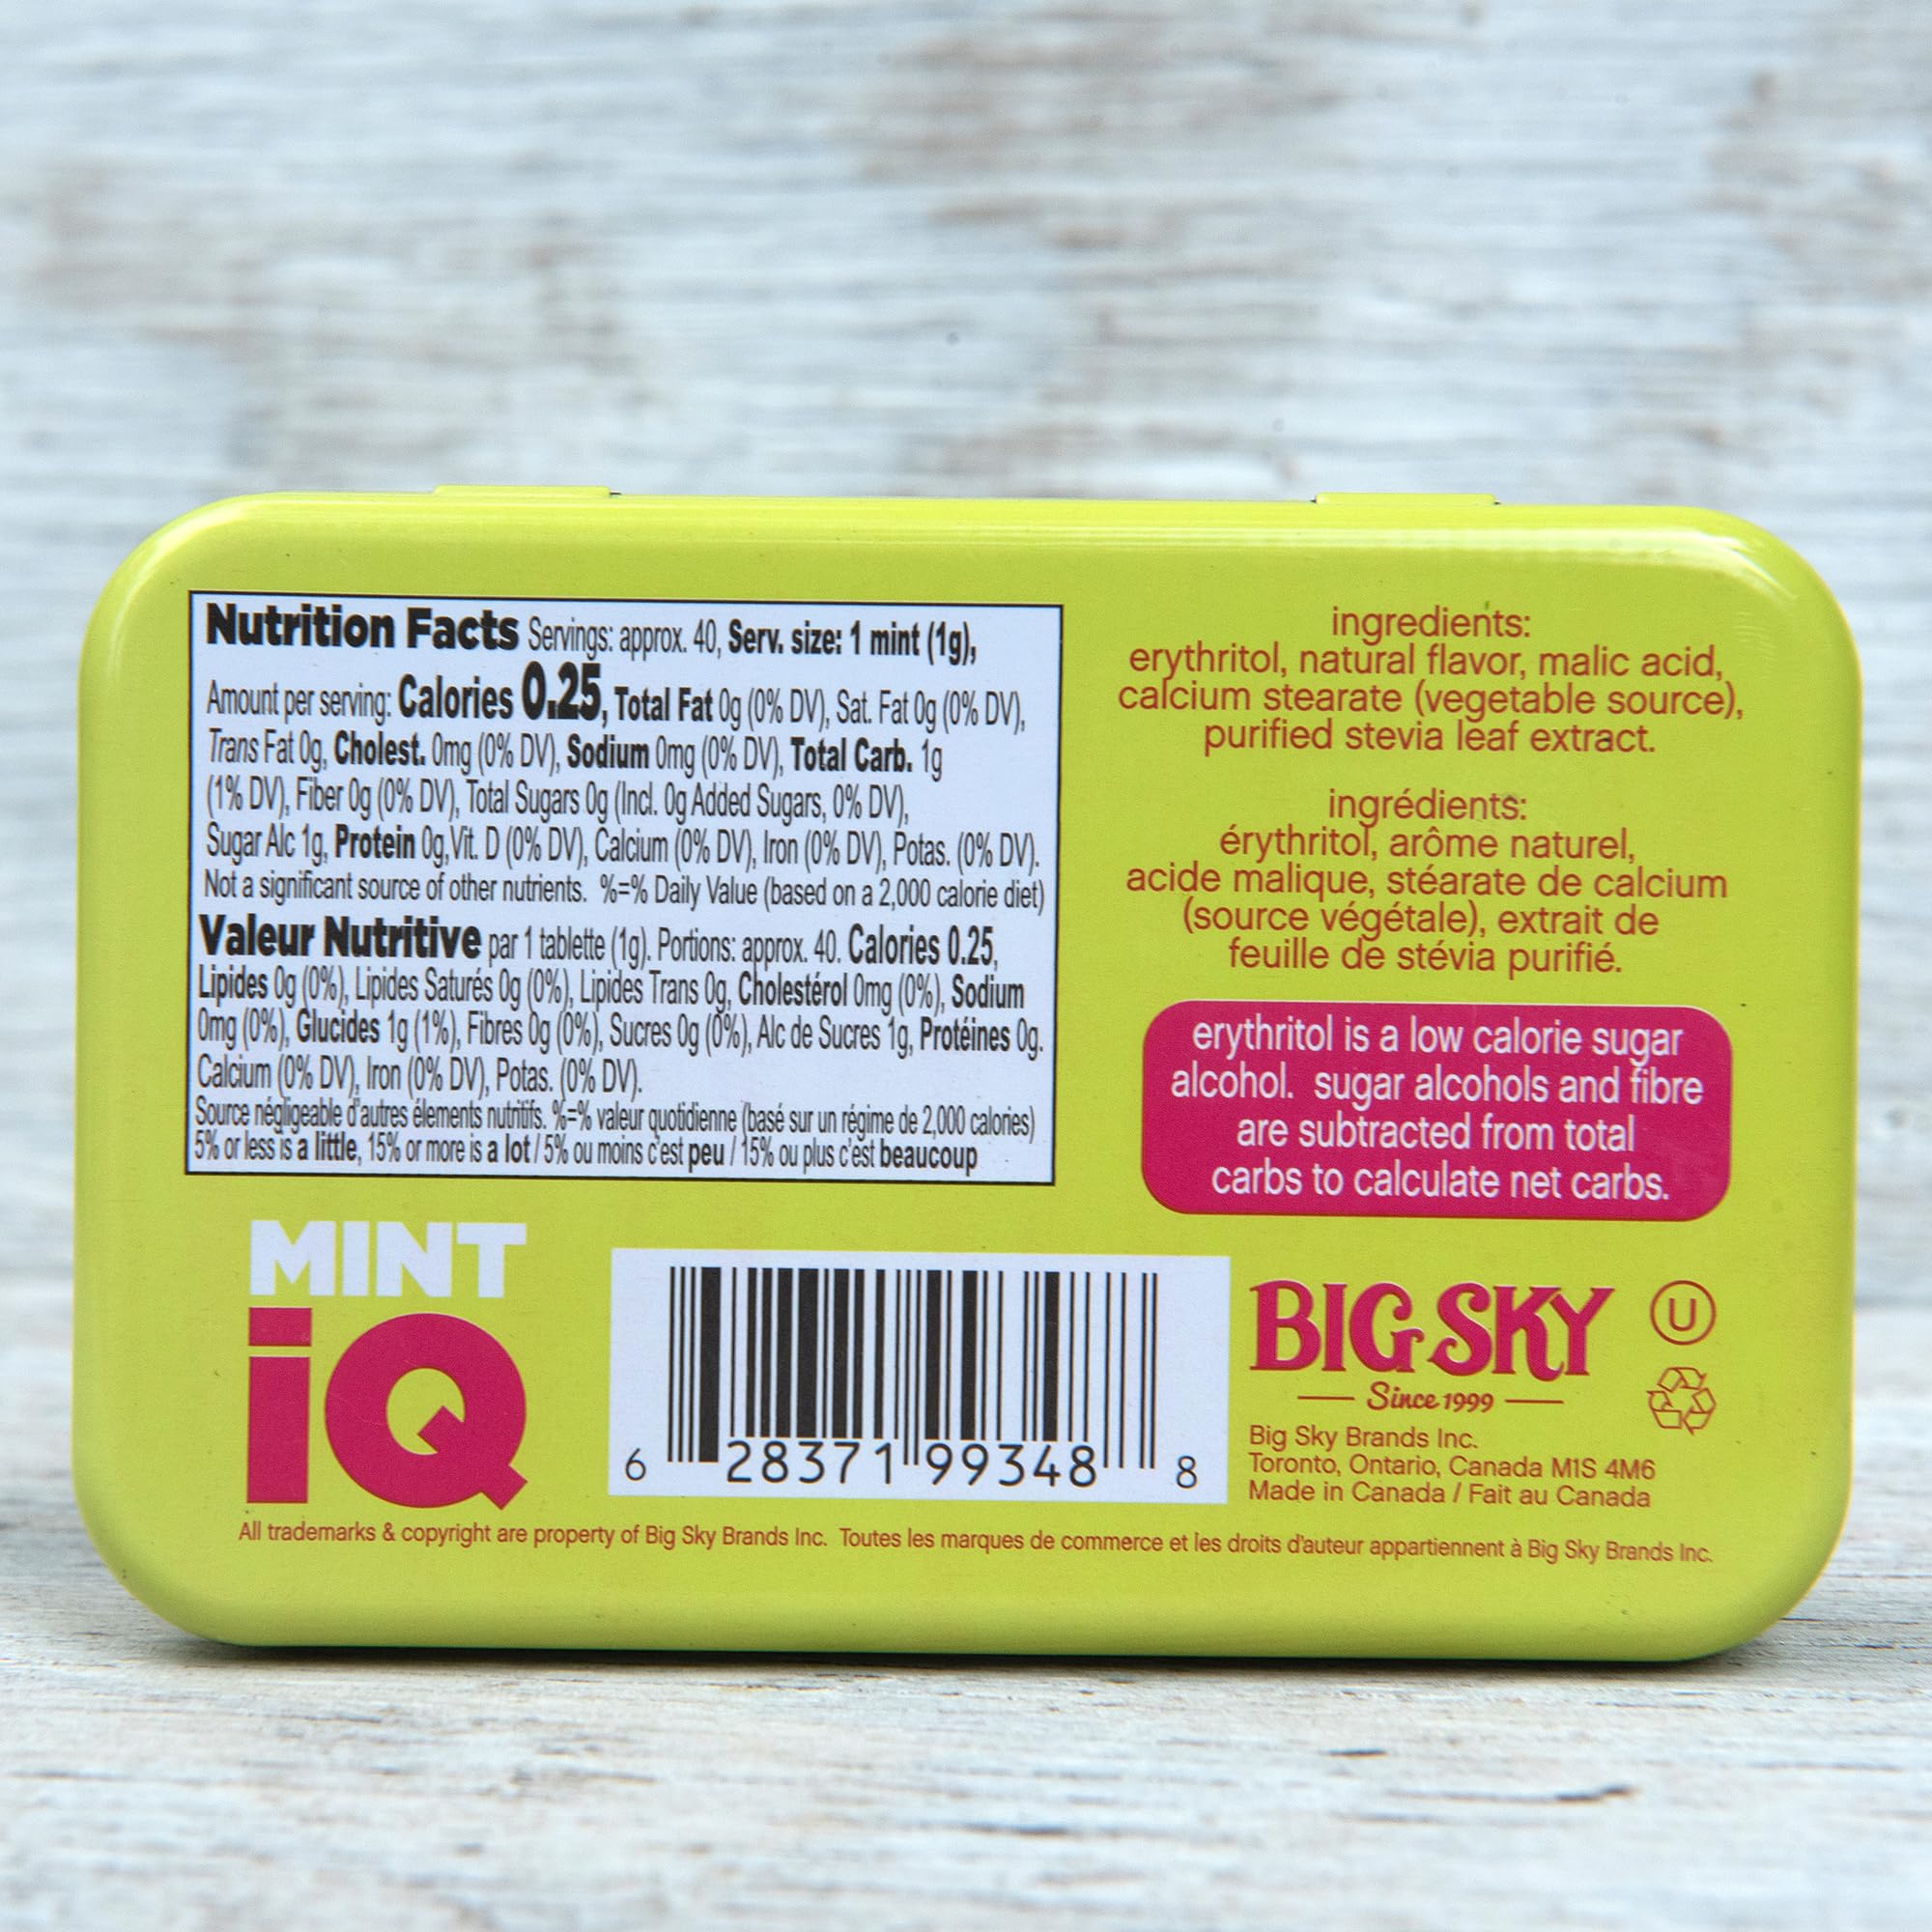 Nutrition Facts Servings: approx. 40, Serv. size: 1 mint (1g),
Amount per serving: Calories 0.25, Total Fat 0g (0% DV), Sat. Fat 0g (0% DV),
Trans Fat 0g, Cholest. 0mg (0% DV), Sodium 0mg (0% DV), Total Carb. 1g
(1% DV), Fiber 0g (0% DV), Total Sugars 0g (Incl. 0g Added Sugars, 0% DV),
Sugar Alc 1g, Protein 0g,Vit. D (0% DV), Calcium (0% DV), Iron (0% DV), Potas. (0% DV).
Not a significant source of other nutrients. %=% Daily Value (based on a 2,000 calorie diet)
Valeur Nutritive par 1 tablette (1g). Portions: approx. 40. Calories 0.25,
Lipides 0g (0%), Lipides Saturés 0g (0%), Lipides Trans 0g, Cholestérol 0mg (0%), Sodium
0mg (0%), Glucides 1g (1%), Fibres 0g (0%), Sucres 0g (0%), Alc de Sucres 1g, Protéines 0g.
Calcium (0% DV), Iron (0% DV), Potas. (0% DV).
Source négligeable d'autres élements nutritifs. %=% valeur quotidienne (basé sur un régime de 2,000 calories)
5% or less is a little, 15% or more is a lot / 5% ou moins c'est peu / 15% ou plus c'est beaucoup
ingredients:
erythritol, natural flavor, malic acid,
calcium stearate (vegetable source),
purified stevia leaf extract.
ingrédients:
érythritol, arôme naturel,
acide malique, stéarate de calcium
(source végétale), extrait de
feuille de stévia purifié.
erythritol is a low calorie sugar
alcohol. sugar alcohols and fibre
are subtracted from total
carbs to calculate net carbs.
MINT
iQ
6 28371 99348 8
BIG SKY
Since 1999
U
Big Sky Brands Inc.
Toronto, Ontario, Canada M1S 4M6
Made in Canada / Fait au Canada
All trademarks & copyright are property of Big Sky Brands Inc. Toutes les marques de commerce et les droits d'auteur appartiennent à Big Sky Brands Inc.